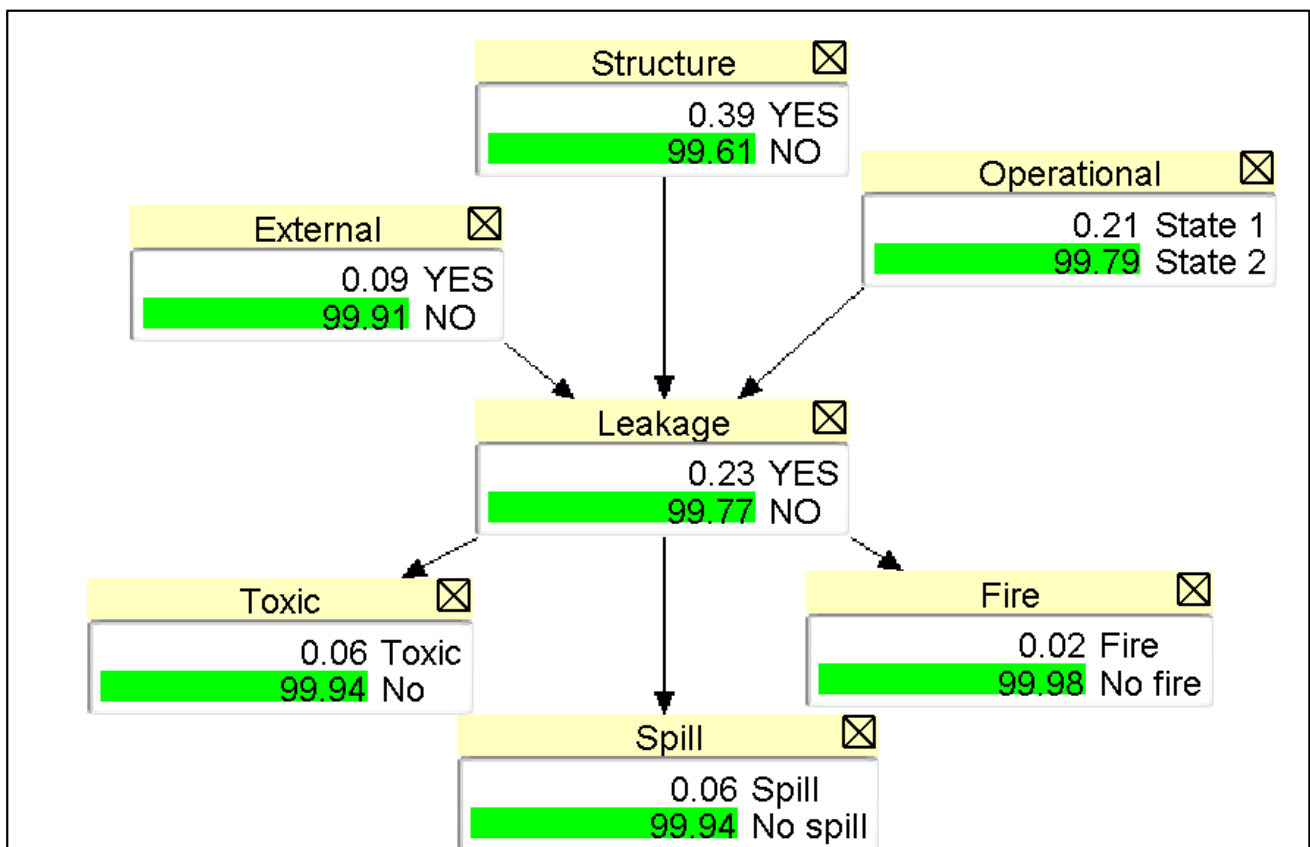 Structure
0.39 YES
99.61 NO
Operational
0.21 State 1
99.79 State 2
External
0.09 YES
99.91 NO
Leakage
0.23 YES
99.77 NO
Toxic
0.06 Toxic
99.94 No
Fire
0.02 Fire
99.98 No fire
Spill
0.06 Spill
99.94 No spill